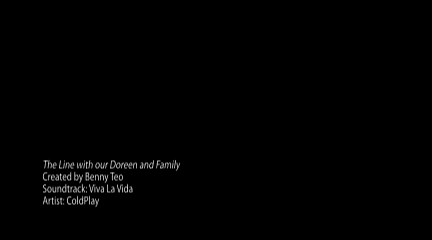 The Line with our Doreen and Family
Created by Benny Teo
Soundtrack: Viva La Vida
Artist: ColdPlay